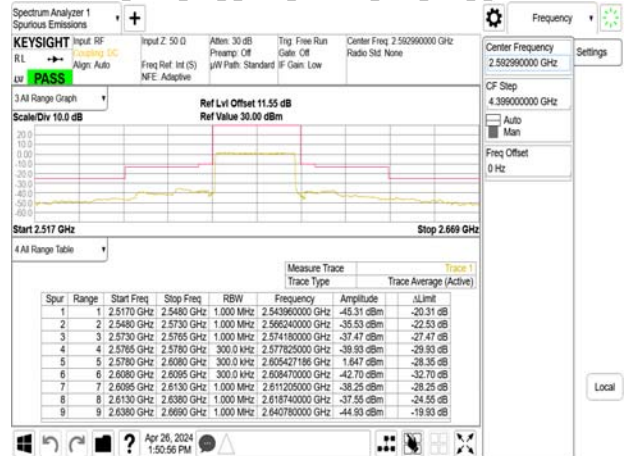 Spectrum Analyzer 1
Spurious Emissions
Frequency
KEYSIGHT
Input: RF
Coupling: DC
Align: Auto
Input Z: 50 Ω
Freq Ref: Int (S)
NFE: Adaptive
Atten: 30 dB
Preamp: Off
µW Path: Standard
Trig: Free Run
Gate: Off
IF Gain: Low
Center Freq: 2.592990000 GHz
Radio Std: None
RL
PASS
Center Frequency
2.592990000 GHz
Settings
CF Step
4.399000000 GHz
Auto
Man
Freq Offset
0 Hz
Local
3 All Range Graph
Scale/Div 10.0 dB
Ref Lvl Offset 11.55 dB
Ref Value 30.00 dBm
20.0
10.0
0.00
-10.0
-20.0
-30.0
-40.0
-50.0
-60.0
Start 2.517 GHz
Stop 2.669 GHz
4 All Range Table
Measure Trace Trace 1
Trace Type Trace Average (Active)
Spur Range Start Freq Stop Freq RBW Frequency Amplitude ΔLimit
1 1 2.5170 GHz 2.5480 GHz 1.000 MHz 2.543960000 GHz -45.31 dBm -20.31 dB
2 2 2.5480 GHz 2.5730 GHz 1.000 MHz 2.566240000 GHz -35.53 dBm -22.53 dB
3 3 2.5730 GHz 2.5765 GHz 1.000 MHz 2.574180000 GHz -37.47 dBm -27.47 dB
4 4 2.5765 GHz 2.5780 GHz 300.0 kHz 2.577825000 GHz -39.93 dBm -29.93 dB
5 5 2.5780 GHz 2.6080 GHz 300.0 kHz 2.605427186 GHz 1.647 dBm -28.35 dB
6 6 2.6080 GHz 2.6095 GHz 300.0 kHz 2.608470000 GHz -42.70 dBm -32.70 dB
7 7 2.6095 GHz 2.6130 GHz 1.000 MHz 2.611205000 GHz -38.25 dBm -28.25 dB
8 8 2.6130 GHz 2.6380 GHz 1.000 MHz 2.618740000 GHz -37.55 dBm -24.55 dB
9 9 2.6380 GHz 2.6690 GHz 1.000 MHz 2.640780000 GHz -44.93 dBm -19.93 dB
Apr 26, 2024
1:50:56 PM